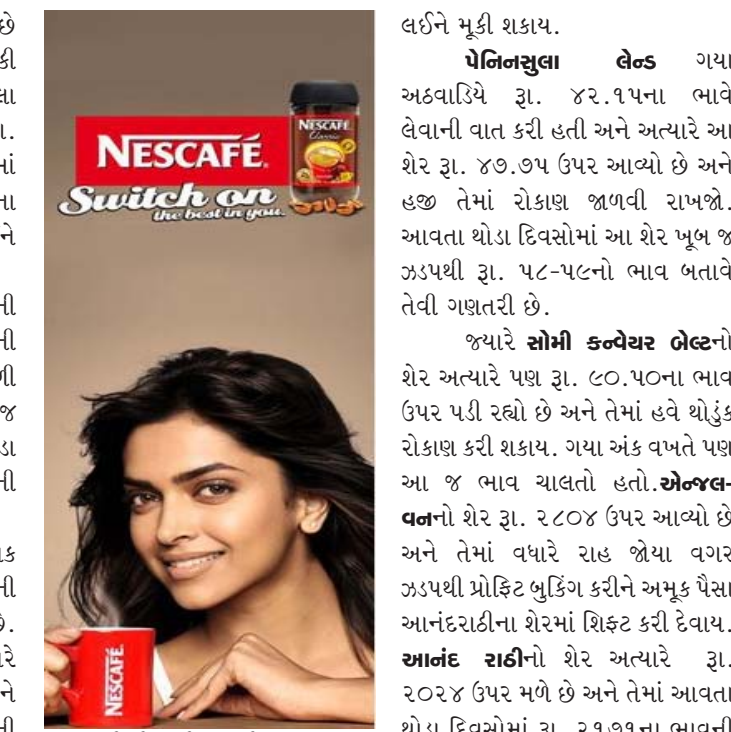 છે
કી
લા
ા.
માં
ના
ને
ની
ની
ળી
જ
ડા
ની
ક
ની
છે.
રે
ને
ની
NESCAFÉ
NESCAFÉ
Classic
Switch on
the best in you.
NESCAFÉ
લઈને મૂકી શકાય.
પેનિનસુલા લેન્ડ ગયા
અઠવાડિયે રૂા. ૪૨.૧૫ના ભાવે
લેવાની વાત કરી હતી અને અત્યારે આ
શેર રૂા. ૪૭.૭૫ ઉપર આવ્યો છે અને
હજી તેમાં રોકાણ જાળવી રાખજો.
આવતા થોડા દિવસોમાં આ શેર ખૂબ જ
ઝડપથી રૂા. ૫૮-૫૯નો ભાવ બતાવે
તેવી ગણતરી છે.
જ્યારે સોમી કન્વેયર બેલ્ટનો
શેર અત્યારે પણ રૂા. ૯૦.૫૦ના ભાવ
ઉપર પડી રહ્યો છે અને તેમાં હવે થોડુંક
રોકાણ કરી શકાય. ગયા અંક વખતે પણ
આ જ ભાવ ચાલતો હતો.એન્જલ-
વનનો શેર રૂા. ૨૮૦૪ ઉપર આવ્યો છે
અને તેમાં વધારે રાહ જોયા વગર
ઝડપથી પ્રોફિટ બુકિંગ કરીને અમૂક પૈસા
આનંદરાઠીના શેરમાં શિફ્ટ કરી દેવાય.
આનંદ રાઠીનો શેર અત્યારે રૂા.
૨૦૨૪ ઉપર મળે છે અને તેમાં આવતા
થોડા દિવસોમાં રૂા. ૨૧૭૧ના ભાવની